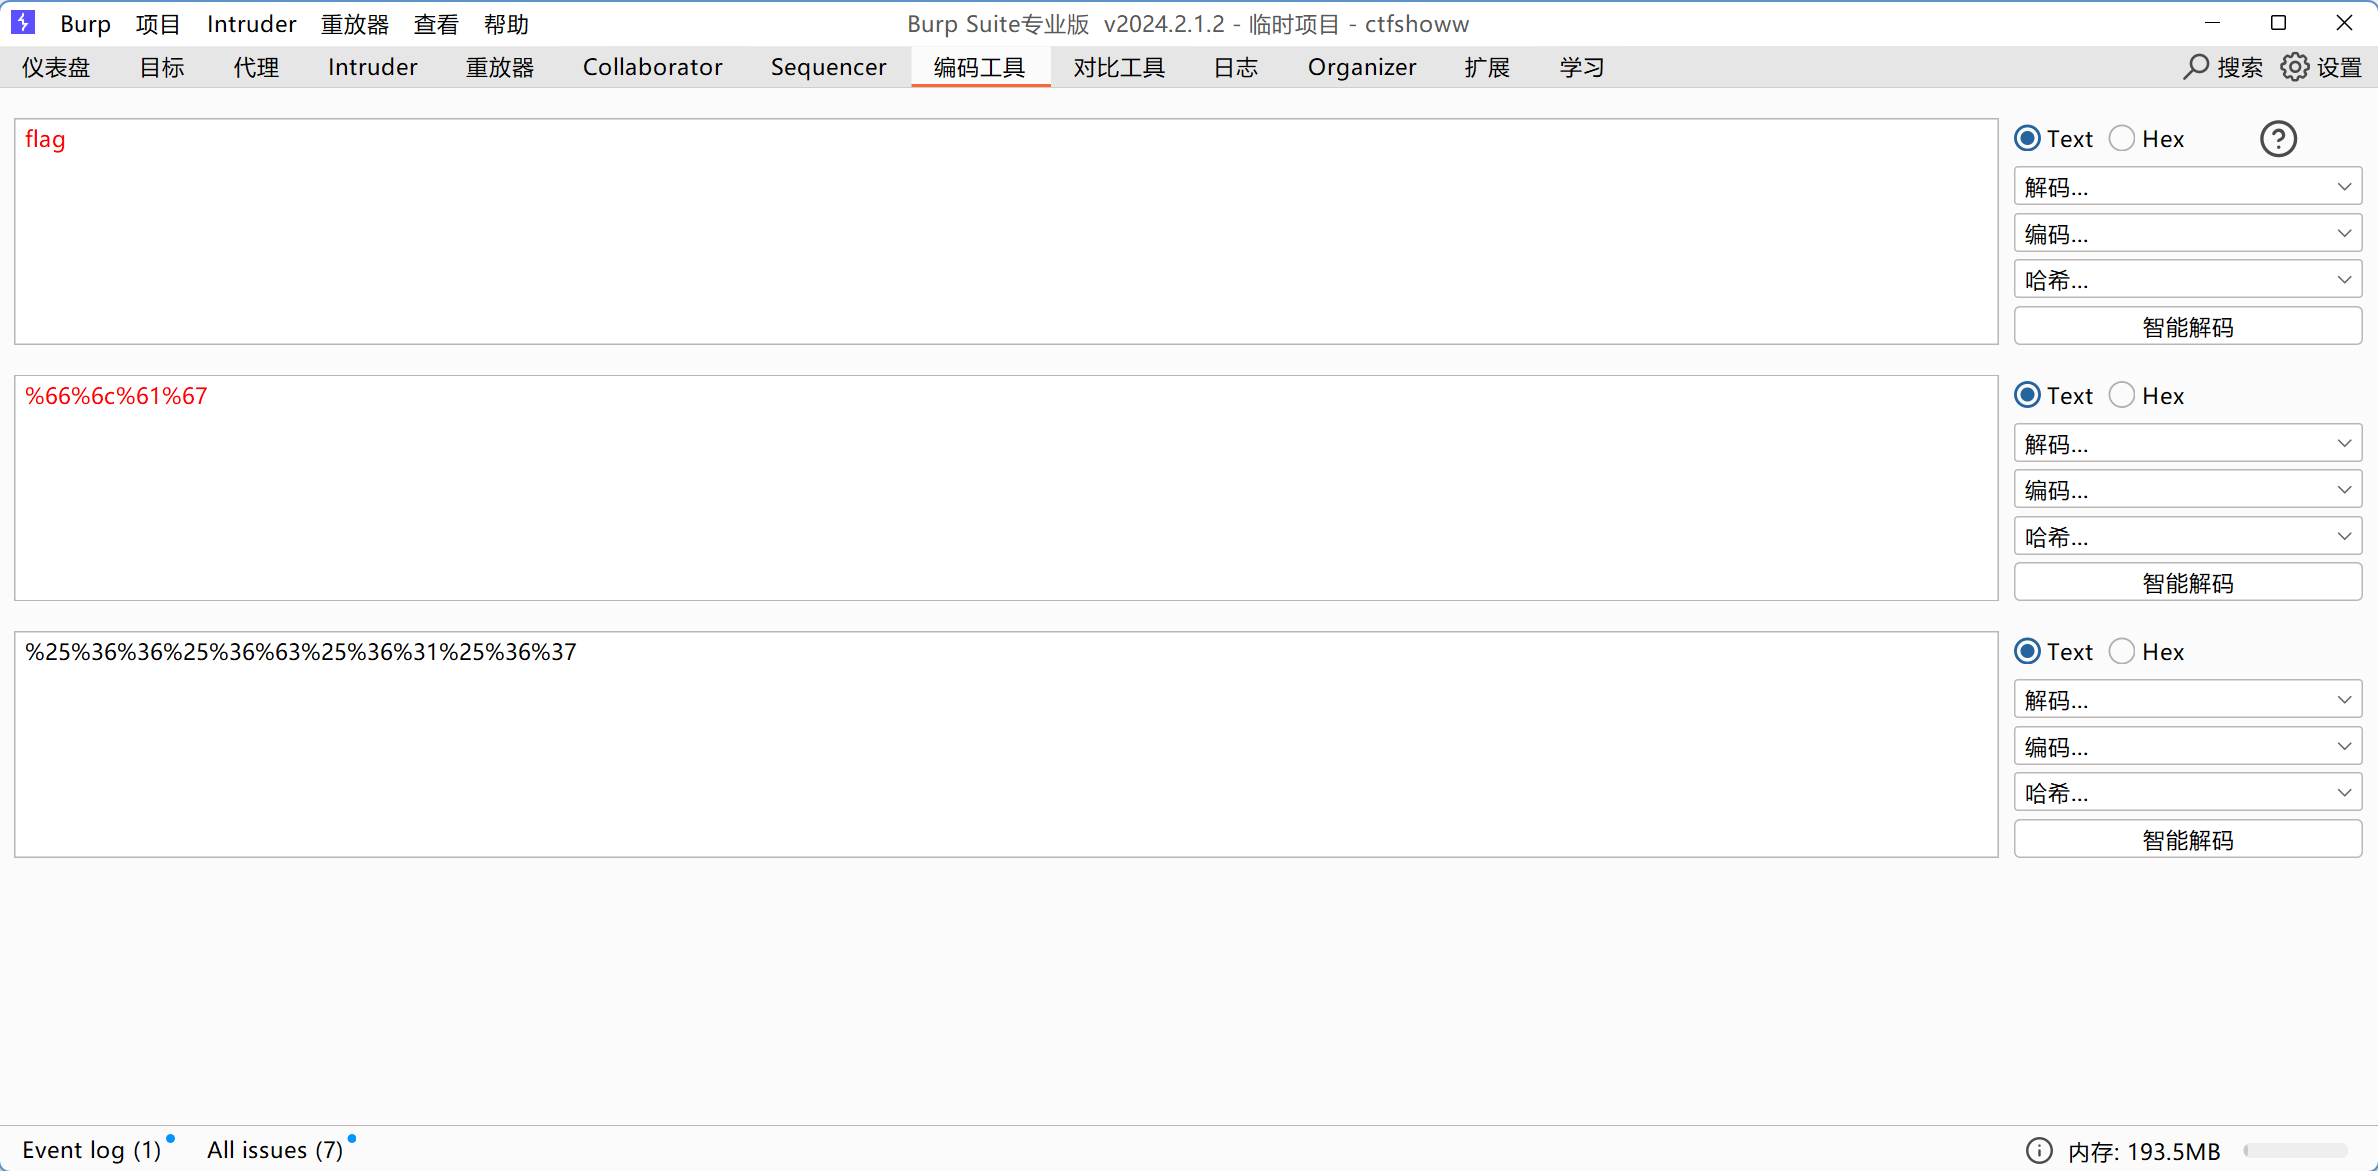 Burp 项目 Intruder 重放器 查看 帮助 Burp Suite专业版 v2024.2.1.2 - 临时项目 - ctfshoww
仪表盘 目标 代理 Intruder 重放器 Collaborator Sequencer 编码工具 对比工具 日志 Organizer 扩展 学习 搜索 设置
flag
Text Hex ?
解码...
编码...
哈希...
智能解码
%66%6c%61%67
Text Hex
解码...
编码...
哈希...
智能解码
%25%36%36%25%36%63%25%36%31%25%36%37
Text Hex
解码...
编码...
哈希...
智能解码
Event log (1) All issues (7) 内存: 193.5MB